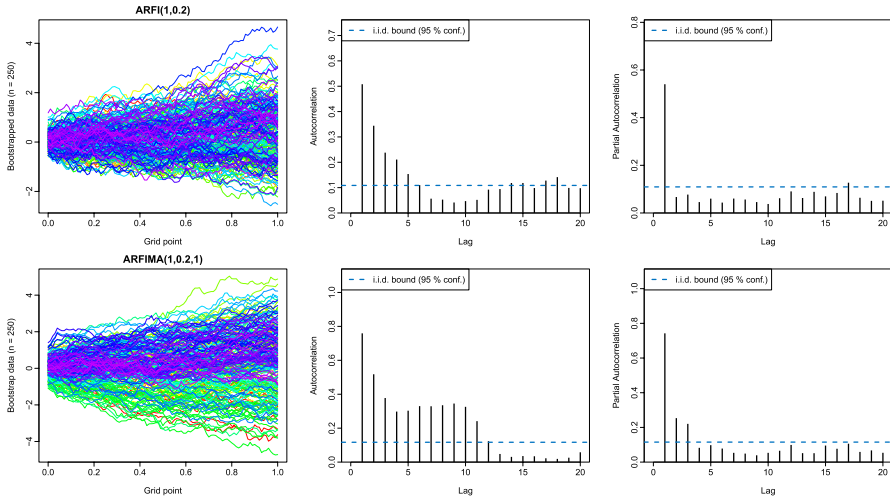 ARFI(1,0.2)
Bootstrapped data (n = 250)
4
2
0
−2
0.0 0.2 0.4 0.6 0.8 1.0
Grid point
i.i.d. bound (95 % conf.)
Autocorrelation
0.7
0.6
0.5
0.4
0.3
0.2
0.1
0.0
0 5 10 15 20
Lag
i.i.d. bound (95 % conf.)
Partial Autocorrelation
0.8
0.6
0.4
0.2
0.0
0 5 10 15 20
Lag
ARFIMA(1,0.2,1)
Bootstrap data (n = 250)
4
2
0
−2
−4
0.0 0.2 0.4 0.6 0.8 1.0
Grid point
i.i.d. bound (95 % conf.)
Autocorrelation
1.0
0.8
0.6
0.4
0.2
0.0
0 5 10 15 20
Lag
i.i.d. bound (95 % conf.)
Partial Autocorrelation
1.0
0.8
0.6
0.4
0.2
0.0
0 5 10 15 20
Lag